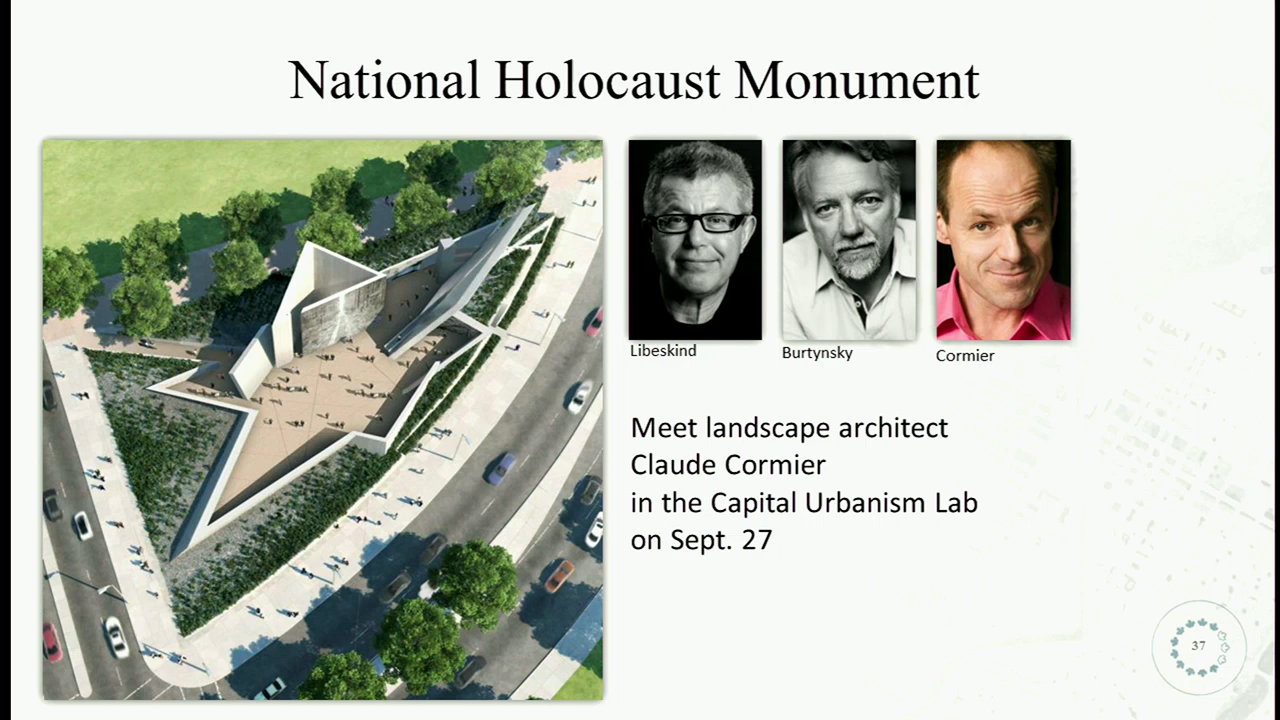 National Holocaust Monument
Libeskind
Burtynsky
Cormier
Meet landscape architect
Claude Cormier
in the Capital Urbanism Lab
on Sept. 27
37